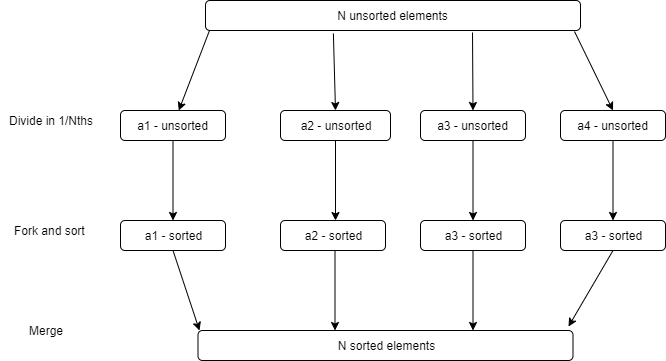 N unsorted elements
Divide in 1/Nths
a1 - unsorted
a2 - unsorted
a3 - unsorted
a4 - unsorted
Fork and sort
a1 - sorted
a2 - sorted
a3 - sorted
a3 - sorted
Merge
N sorted elements